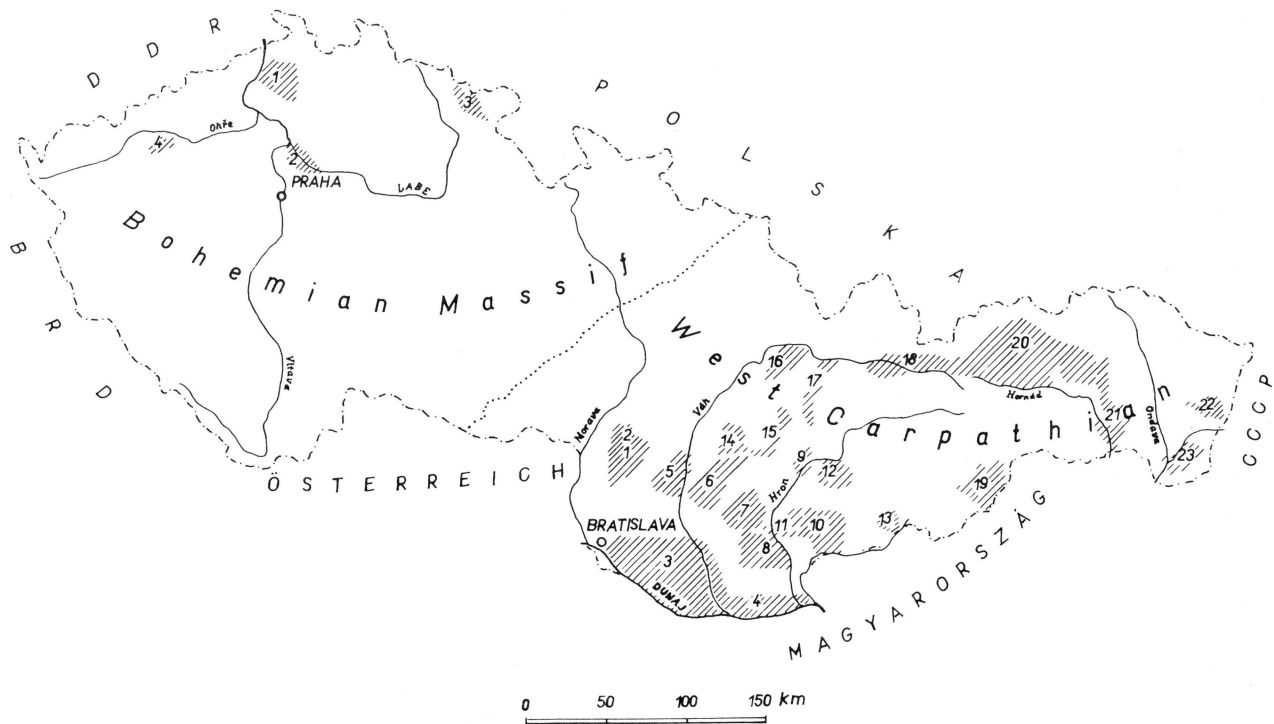 D D R
P O L S K A
B R D
ÖSTERREICH
MAGYARORSZÁG
CCCP
Bohemian Massif
West Carpathian
PRAHA
BRATISLAVA
Ohře
LABE
Vltava
Morava
Váh
Hron
DUNAJ
Hornád
Ondava
1
2
3
4
2
1
3
4
5
6
7
8
9
10
11
12
13
14
15
16
17
18
19
20
21
22
23
0 50 100 150 km